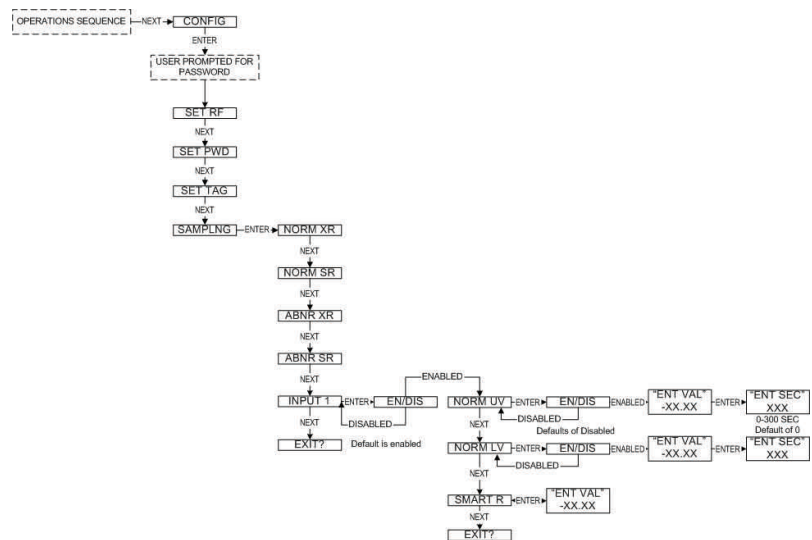 OPERATIONS SEQUENCE
NEXT
CONFIG
ENTER
USER PROMPTED FOR
PASSWORD
SET RF
NEXT
SET PWD
NEXT
SET TAG
NEXT
SAMPLNG
ENTER
NORM XR
NEXT
NORM SR
NEXT
ABNR XR
NEXT
ABNR SR
NEXT
INPUT 1
ENTER
EN/DIS
DISABLED
Default is enabled
NEXT
EXIT?
ENABLED
NORM UV
ENTER
EN/DIS
DISABLED
Defaults of Disabled
ENABLED
"ENT VAL"
-XX.XX
ENTER
"ENT SEC"
XXX
0-300 SEC
Default of 0
NEXT
NORM LV
ENTER
EN/DIS
DISABLED
ENABLED
"ENT VAL"
-XX.XX
ENTER
"ENT SEC"
XXX
NEXT
SMART R
ENTER
"ENT VAL"
-XX.XX
NEXT
EXIT?